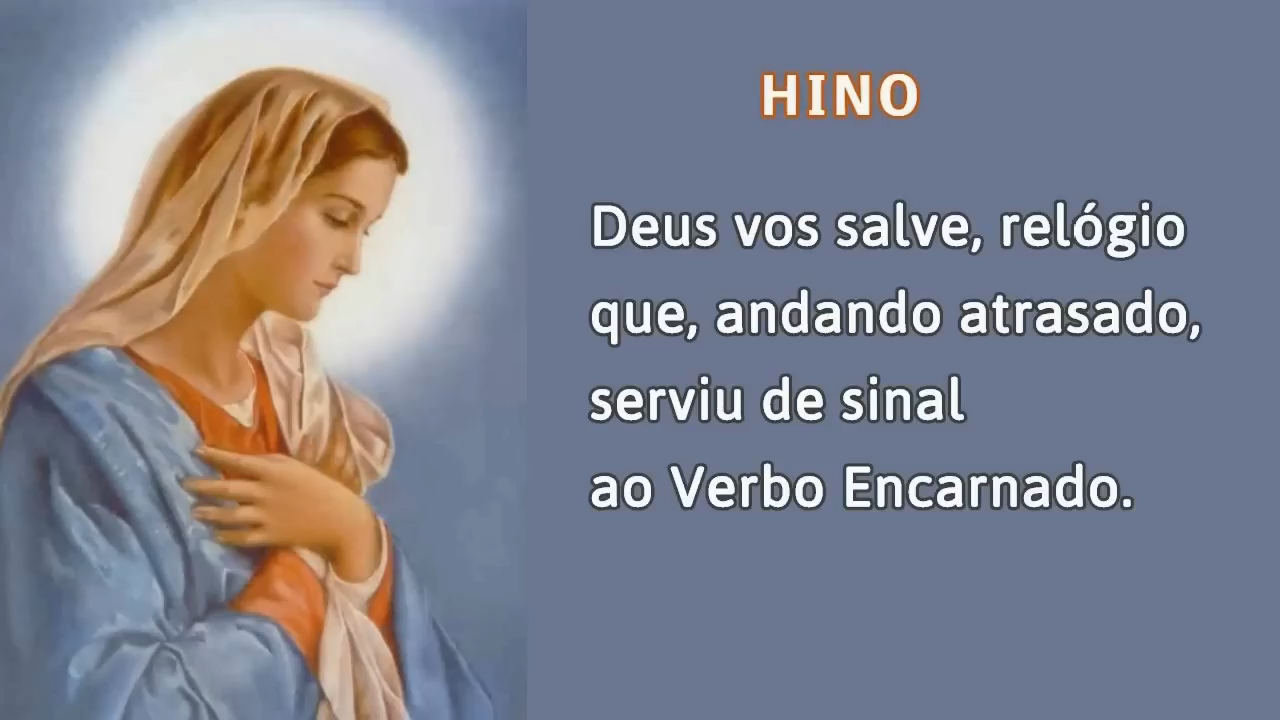 HINO
Deus vos salve, relógio
que, andando atrasado,
serviu de sinal
ao Verbo Encarnado.